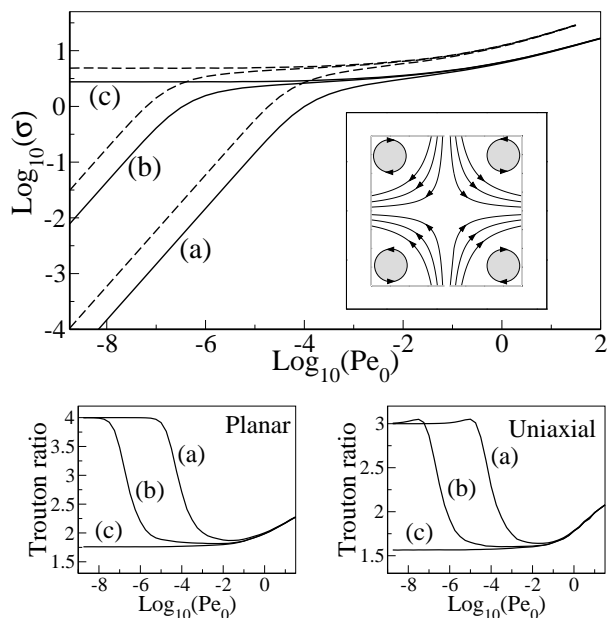 1
0
-1
-2
-3
-4
Log10(σ)
(c)
(b)
(a)
-8 -6 -4 -2 0 2
Log10(Pe0)
4
3.5
3
2.5
2
1.75
Trouton ratio
Planar
(a)
(b)
(c)
-8 -6 -4 -2 0
Log10(Pe0)
3
2.5
2
1.5
Trouton ratio
Uniaxial
(a)
(b)
(c)
-8 -6 -4 -2 0
Log10(Pe0)